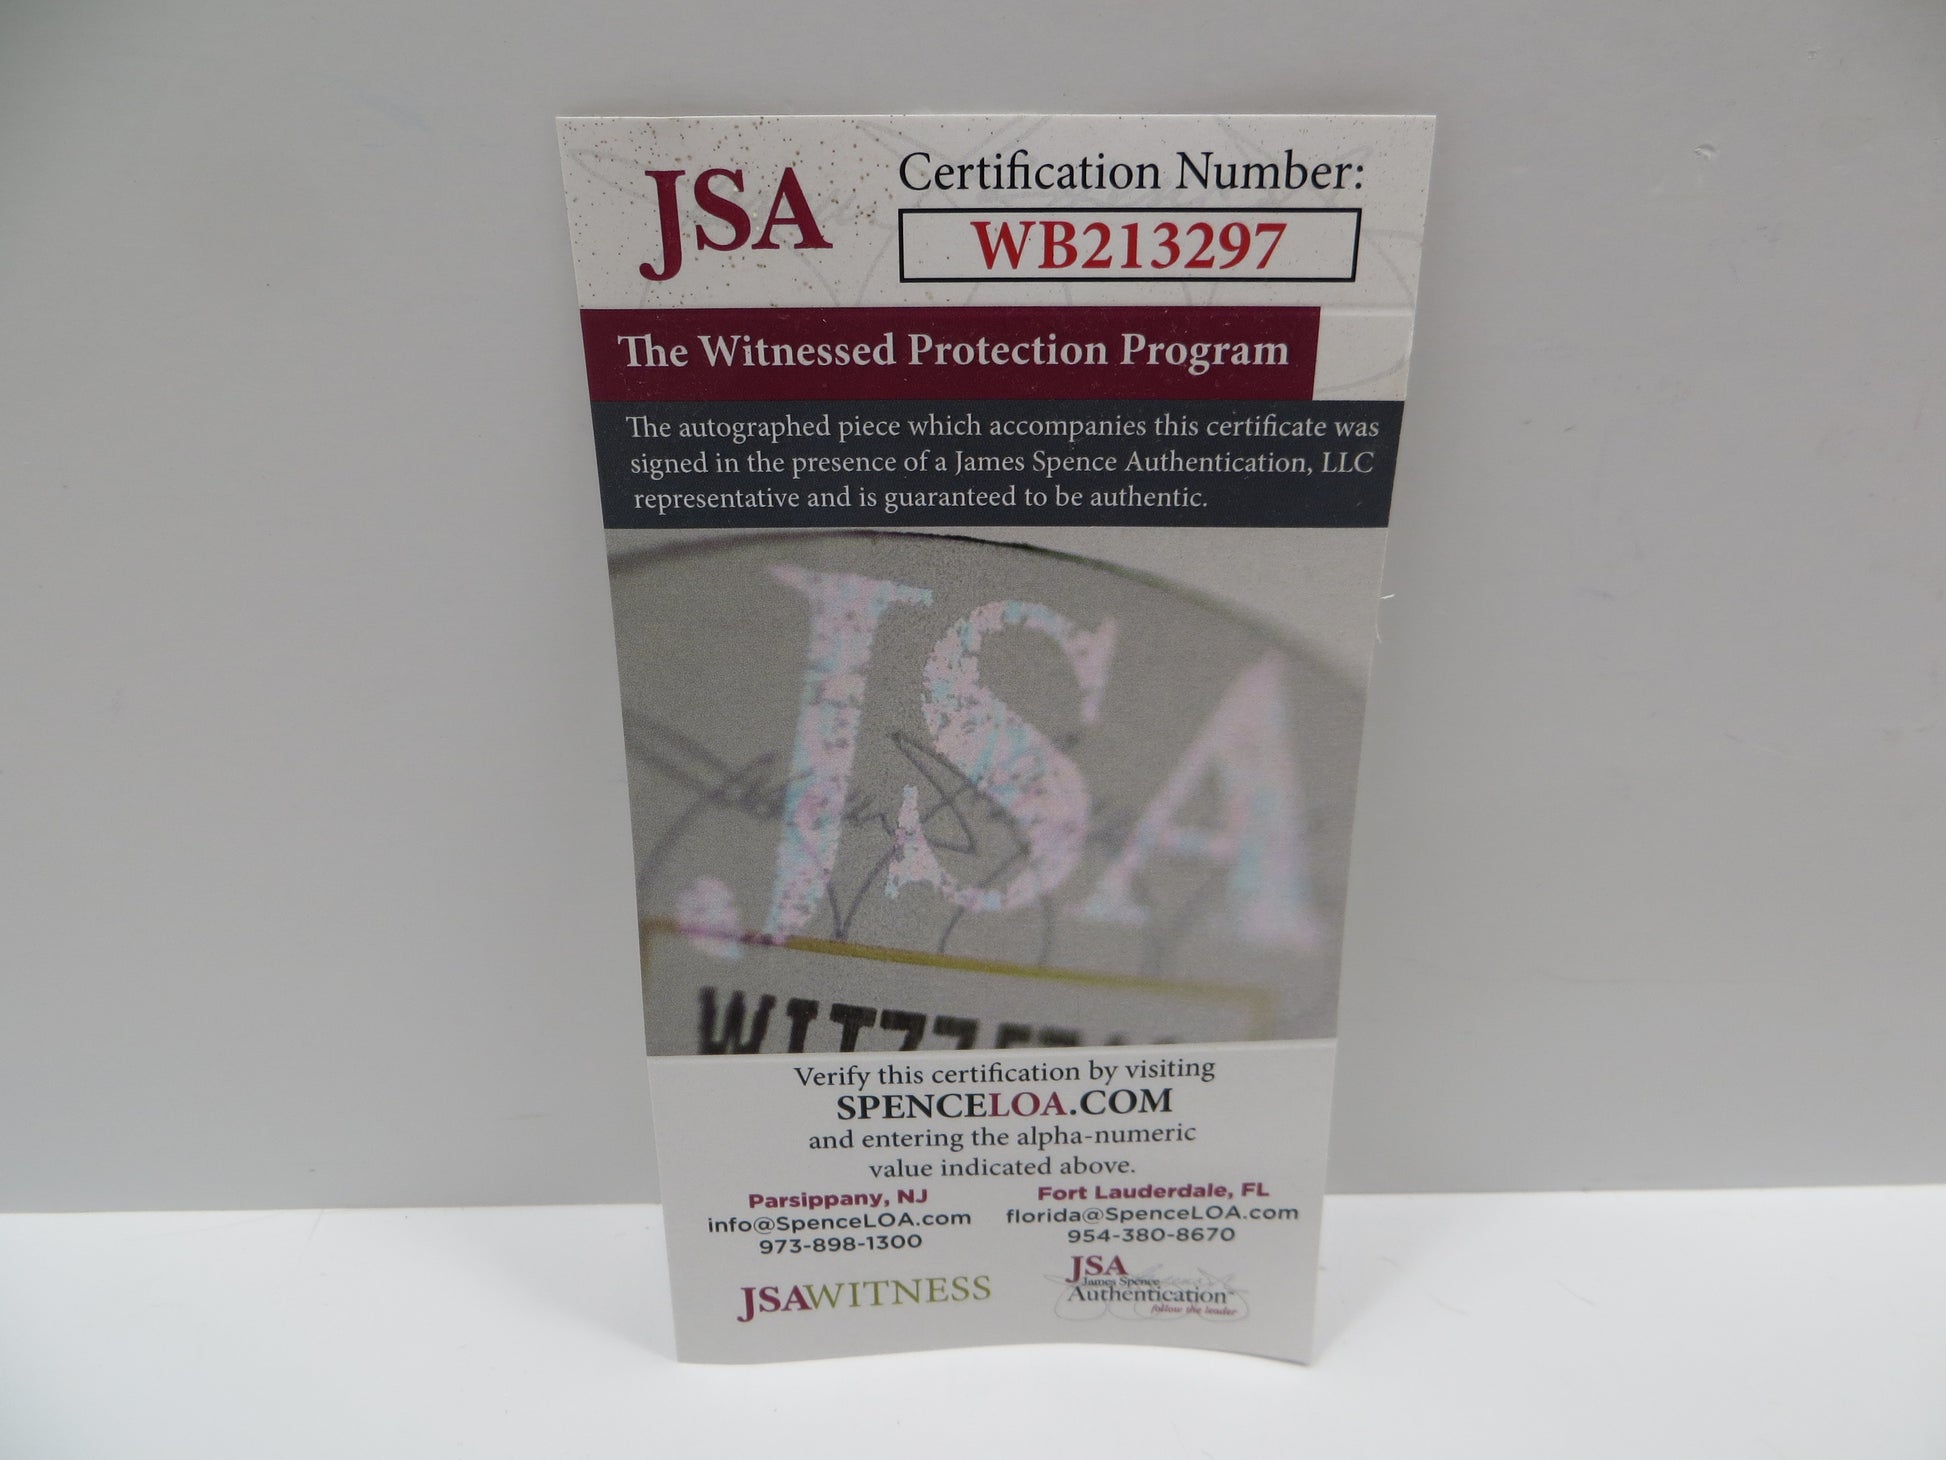 JSA
Certification Number:
WB213297
The Witnessed Protection Program
The autographed piece which accompanies this certificate was
signed in the presence of a James Spence Authentication, LLC
representative and is guaranteed to be authentic.
JSA
Verify this certification by visiting
SPENCELOA.COM
and entering the alpha-numeric
value indicated above.
Parsippany, NJ
info@SpenceLOA.com
973-898-1300
Fort Lauderdale, FL
florida@SpenceLOA.com
954-380-8670
JSAWITNESS
JSA
James Spence
Authentication™
follow the leader